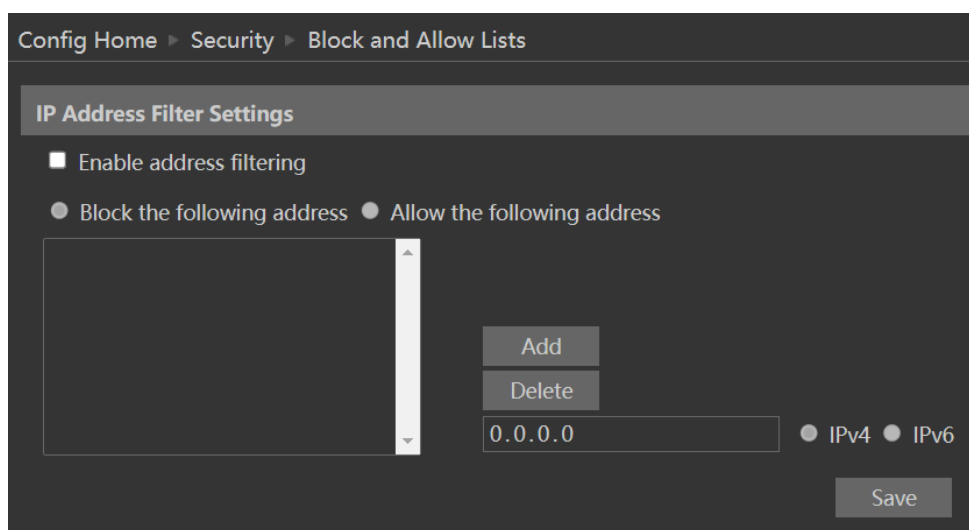 Config Home ▶ Security ▶ Block and Allow Lists
IP Address Filter Settings
Enable address filtering
Block the following address Allow the following address
Add
Delete
0.0.0.0 IPv4 IPv6
Save